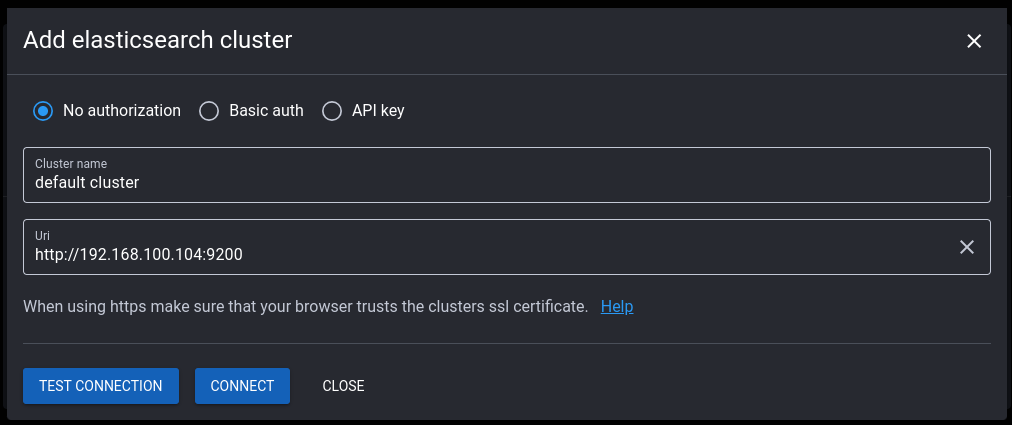 Add elasticsearch cluster
No authorization Basic auth API key
Cluster name
default cluster
Uri
http://192.168.100.104:9200
When using https make sure that your browser trusts the clusters ssl certificate. Help
TEST CONNECTION CONNECT CLOSE